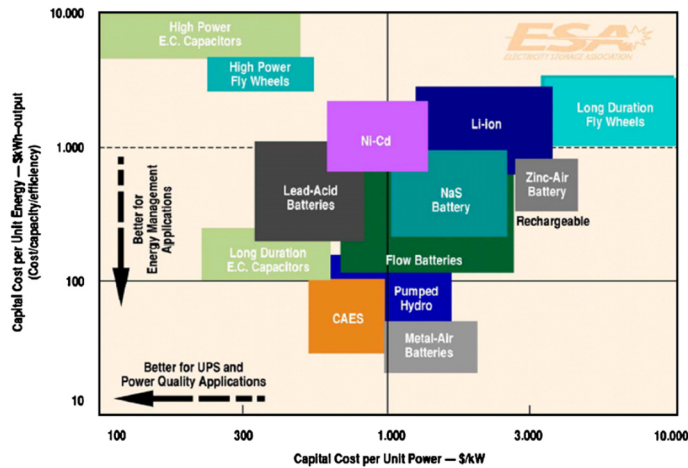 10.000
High Power
E.C. Capacitors
ESA
ELECTRICITY STORAGE ASSOCIATION
High Power
Fly Wheels
Li-Ion
Long Duration
Fly Wheels
Ni-Cd
1.000
Capital Cost per Unit Energy — $kWh–output
(Cost/capacity/efficiency)
Better for
Energy Management
Applications
Lead-Acid
Batteries
NaS
Battery
Zinc-Air
Battery
Rechargeable
Long Duration
E.C. Capacitors
Flow Batteries
100
Pumped
Hydro
CAES
Metal-Air
Batteries
Better for UPS and
Power Quality Applications
10
100
300
1.000
3.000
10.000
Capital Cost per Unit Power — $/kW